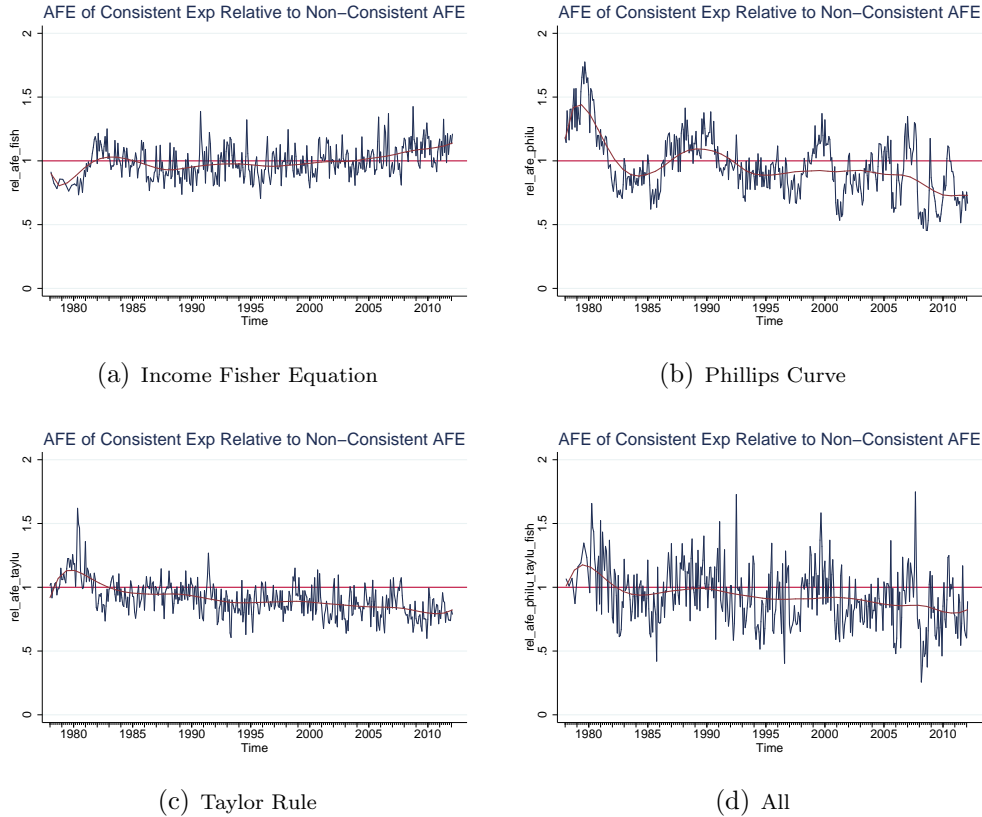 AFE of Consistent Exp Relative to Non−Consistent AFE
2
1.5
1
.5
0
rel_afe_fish
1980 1985 1990 1995 2000 2005 2010
Time
(a) Income Fisher Equation
AFE of Consistent Exp Relative to Non−Consistent AFE
2
1.5
1
.5
0
rel_afe_philu
1980 1985 1990 1995 2000 2005 2010
Time
(b) Phillips Curve
AFE of Consistent Exp Relative to Non−Consistent AFE
2
1.5
1
.5
0
rel_afe_taylu
1980 1985 1990 1995 2000 2005 2010
Time
(c) Taylor Rule
AFE of Consistent Exp Relative to Non−Consistent AFE
2
1.5
1
.5
0
rel_afe_philu_taylu_fish
1980 1985 1990 1995 2000 2005 2010
Time
(d) All